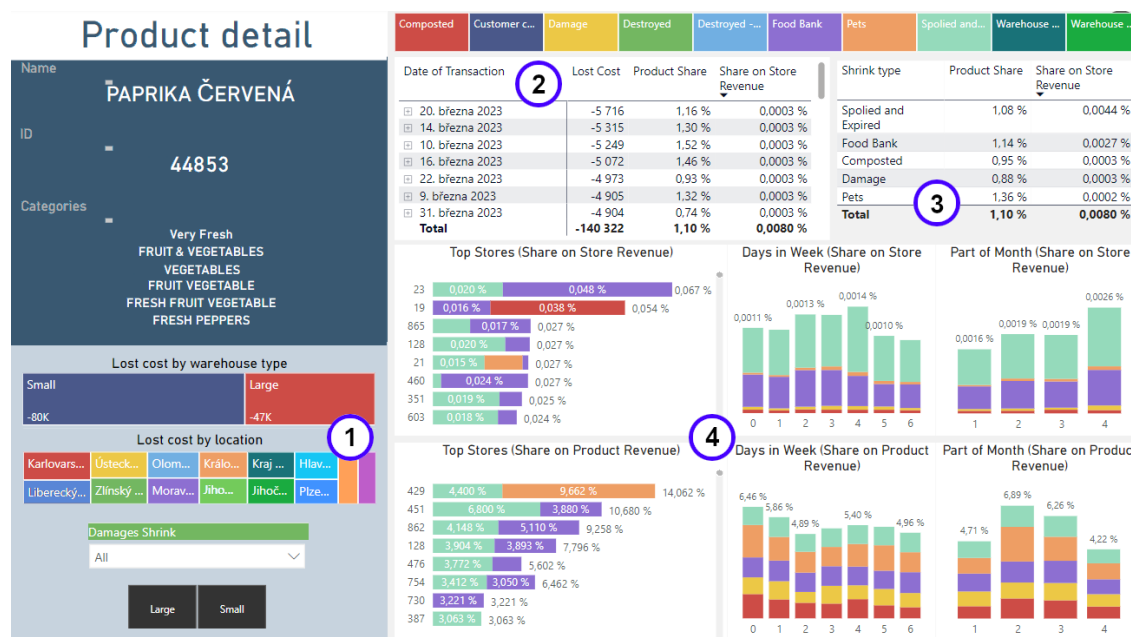 Product detail
Name
PAPRIKA ČERVENÁ
ID
44853
Categories
Very Fresh
FRUIT & VEGETABLES
VEGETABLES
FRUIT VEGETABLE
FRESH FRUIT VEGETABLE
FRESH PEPPERS
Lost cost by warehouse type
Small
Large
-80K
-47K
1
Lost cost by location
Karlovars... Ústeck... Olom... Králo... Kraj ... Hlav...
Liberecký... Zlínský ... Morav... Jiho... Jihoč... Plze...
Damages Shrink
All
Large Small
Composted Customer c... Damage Destroyed Destroyed -... Food Bank Pets Spolied and... Warehouse ... Warehouse ...
2
Date of Transaction Lost Cost Product Share Share on Store
Revenue
20. března 2023 -5 716 1,16 % 0,0003 %
14. března 2023 -5 315 1,30 % 0,0003 %
10. března 2023 -5 249 1,52 % 0,0003 %
16. března 2023 -5 072 1,46 % 0,0003 %
22. března 2023 -4 973 0,93 % 0,0003 %
9. března 2023 -4 905 1,32 % 0,0003 %
31. března 2023 -4 904 0,74 % 0,0003 %
Total -140 322 1,10 % 0,0080 %
Shrink type Product Share Share on Store
Revenue
Spolied and
Expired 1,08 % 0,0044 %
Food Bank 1,14 % 0,0027 %
Composted 0,95 % 0,0003 %
Damage 0,88 % 0,0003 %
Pets 1,36 % 0,0002 %
Total 1,10 % 0,0080 %
3
Top Stores (Share on Store Revenue)
23 0,020 % 0,048 % 0,067 %
19 0,016 % 0,038 % 0,054 %
865 0,017 % 0,027 %
128 0,020 % 0,027 %
21 0,015 % 0,027 %
460 0,024 % 0,027 %
351 0,019 % 0,025 %
603 0,018 % 0,024 %
Days in Week (Share on Store
Revenue)
0,0011 % 0,0013 % 0,0014 % 0,0010 %
0 1 2 3 4 5 6
Part of Month (Share on Store
Revenue)
0,0016 % 0,0019 % 0,0019 % 0,0026 %
1 2 3 4
4
Top Stores (Share on Product Revenue)
429 4,400 % 9,662 % 14,062 %
451 6,800 % 3,880 % 10,680 %
862 4,148 % 5,110 % 9,258 %
128 3,904 % 3,893 % 7,796 %
476 3,772 % 5,602 %
754 3,412 % 3,050 % 6,462 %
730 3,221 % 3,221 %
387 3,063 % 3,063 %
Days in Week (Share on Product
Revenue)
6,46 % 5,86 % 4,89 % 5,40 % 4,96 %
0 1 2 3 4 5 6
Part of Month (Share on Produc
Revenue)
4,71 % 6,89 % 6,26 % 4,22 %
1 2 3 4